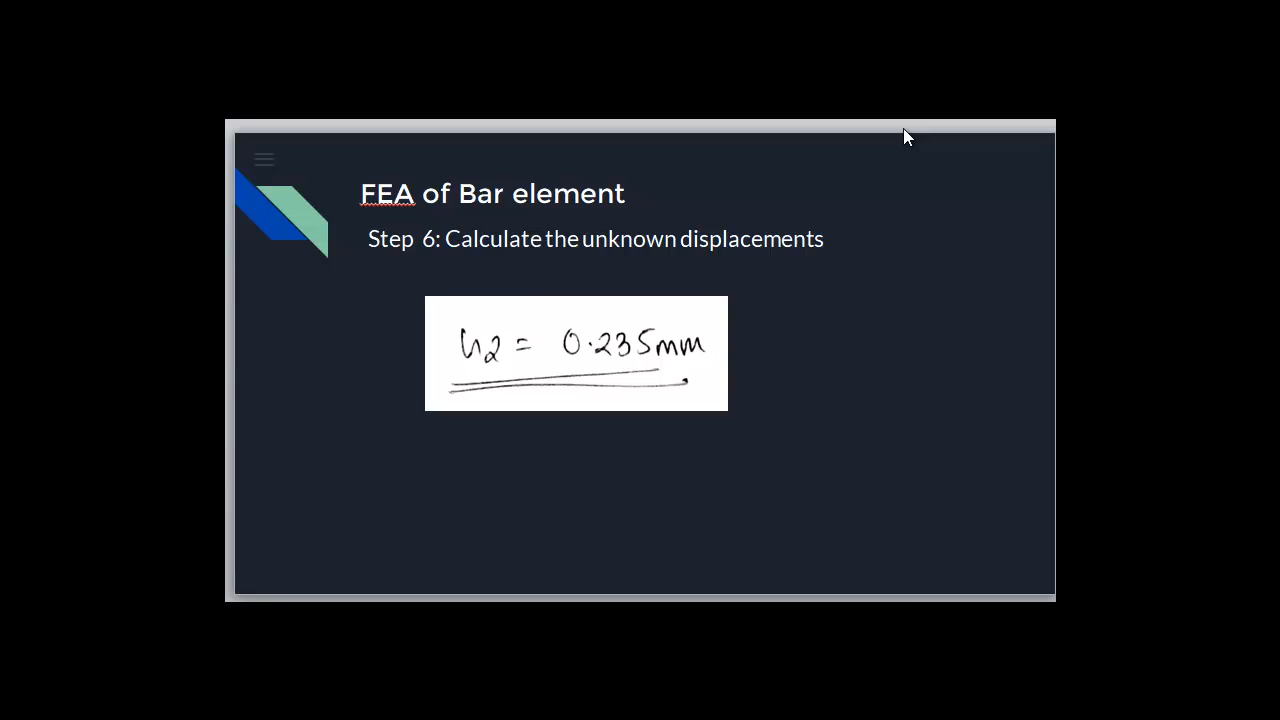 FEA of Bar element
Step 6: Calculate the unknown displacements
u2 = 0.235mm